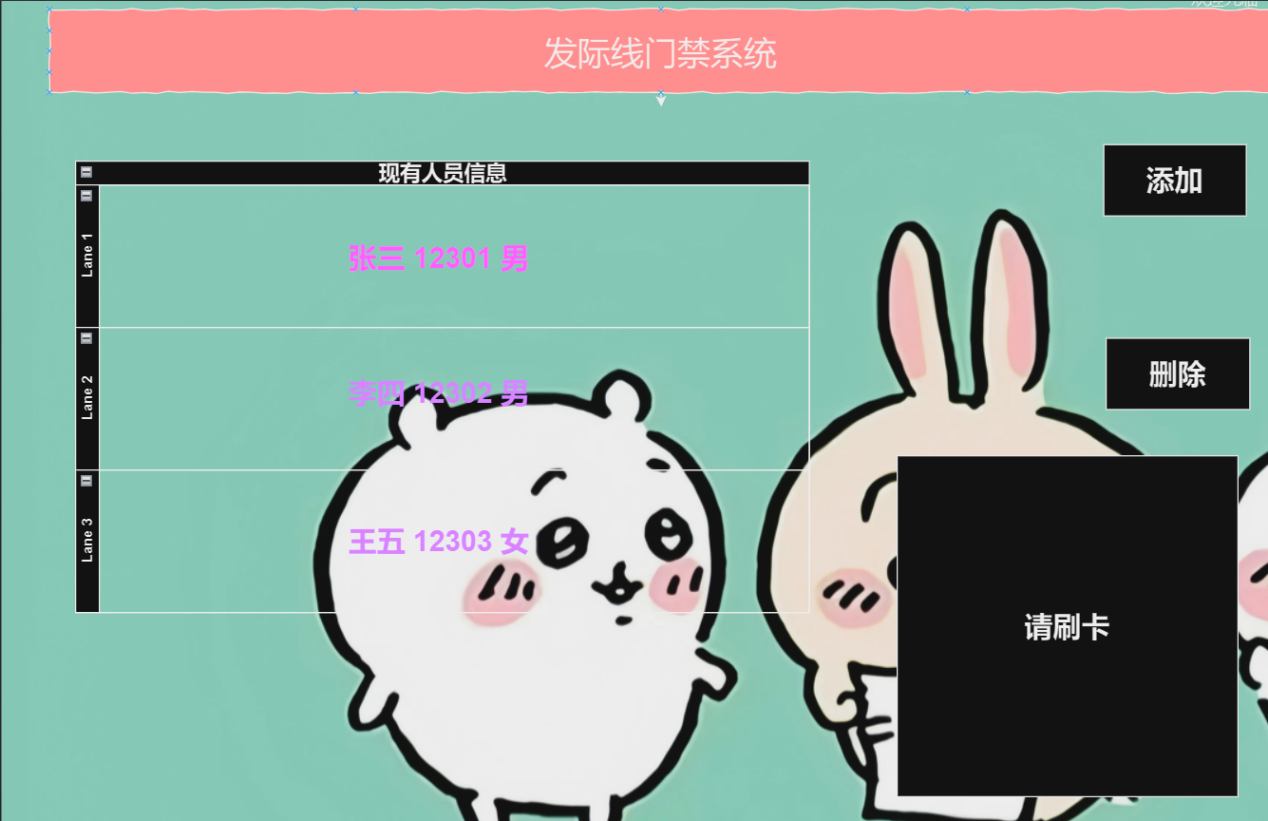 发际线门禁系统
现有人员信息
添加
Lane 1
张三 12301 男
删除
Lane 2
李四 12302 男
Lane 3
王五 12303 女
请刷卡